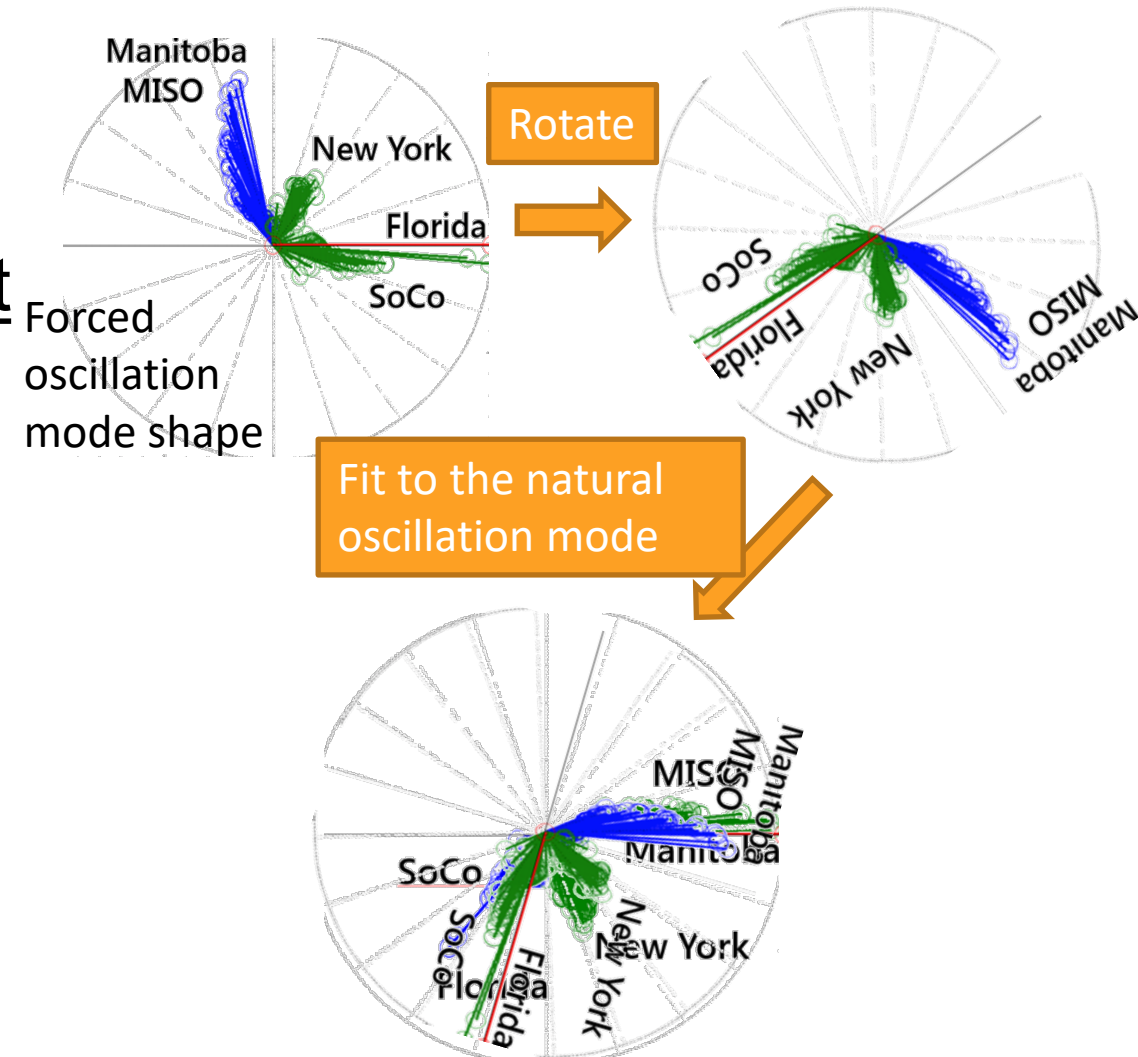 Manitoba
MISO
New York
Florida
SoCo
Rotate
SoCo
Florida
New York
MISO
Manitoba
t
Forced
oscillation
mode shape
Fit to the natural
oscillation mode
MISO
MISO
Manitoba
Manitoba
SoCo
SoCo
Florida
Florida
New York
New York